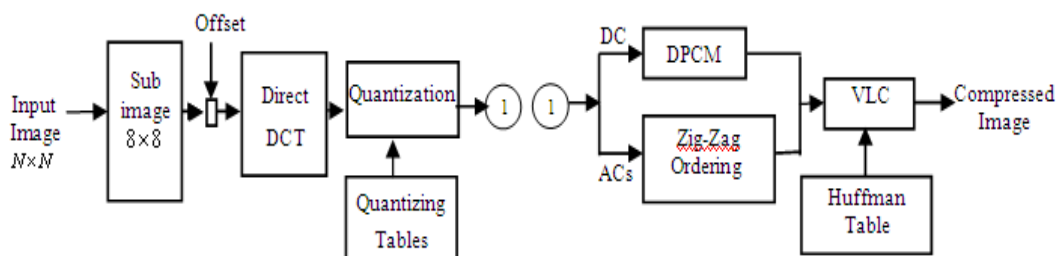 Input
Image
N×N
Sub
image
8×8
Offset
Direct
DCT
Quantization
Quantizing
Tables
1
1
DC
ACs
DPCM
Zig-Zag
Ordering
VLC
Huffman
Table
Compressed
Image